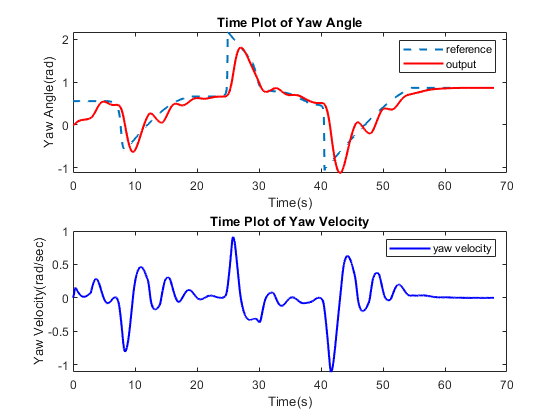 Time Plot of Yaw Angle
2
1
0
-1
Yaw Angle(rad)
reference
output
0 10 20 30 40 50 60 70
Time(s)
Time Plot of Yaw Velocity
1
0.5
0
-0.5
-1
Yaw Velocity(rad/sec)
yaw velocity
0 10 20 30 40 50 60 70
Time(s)